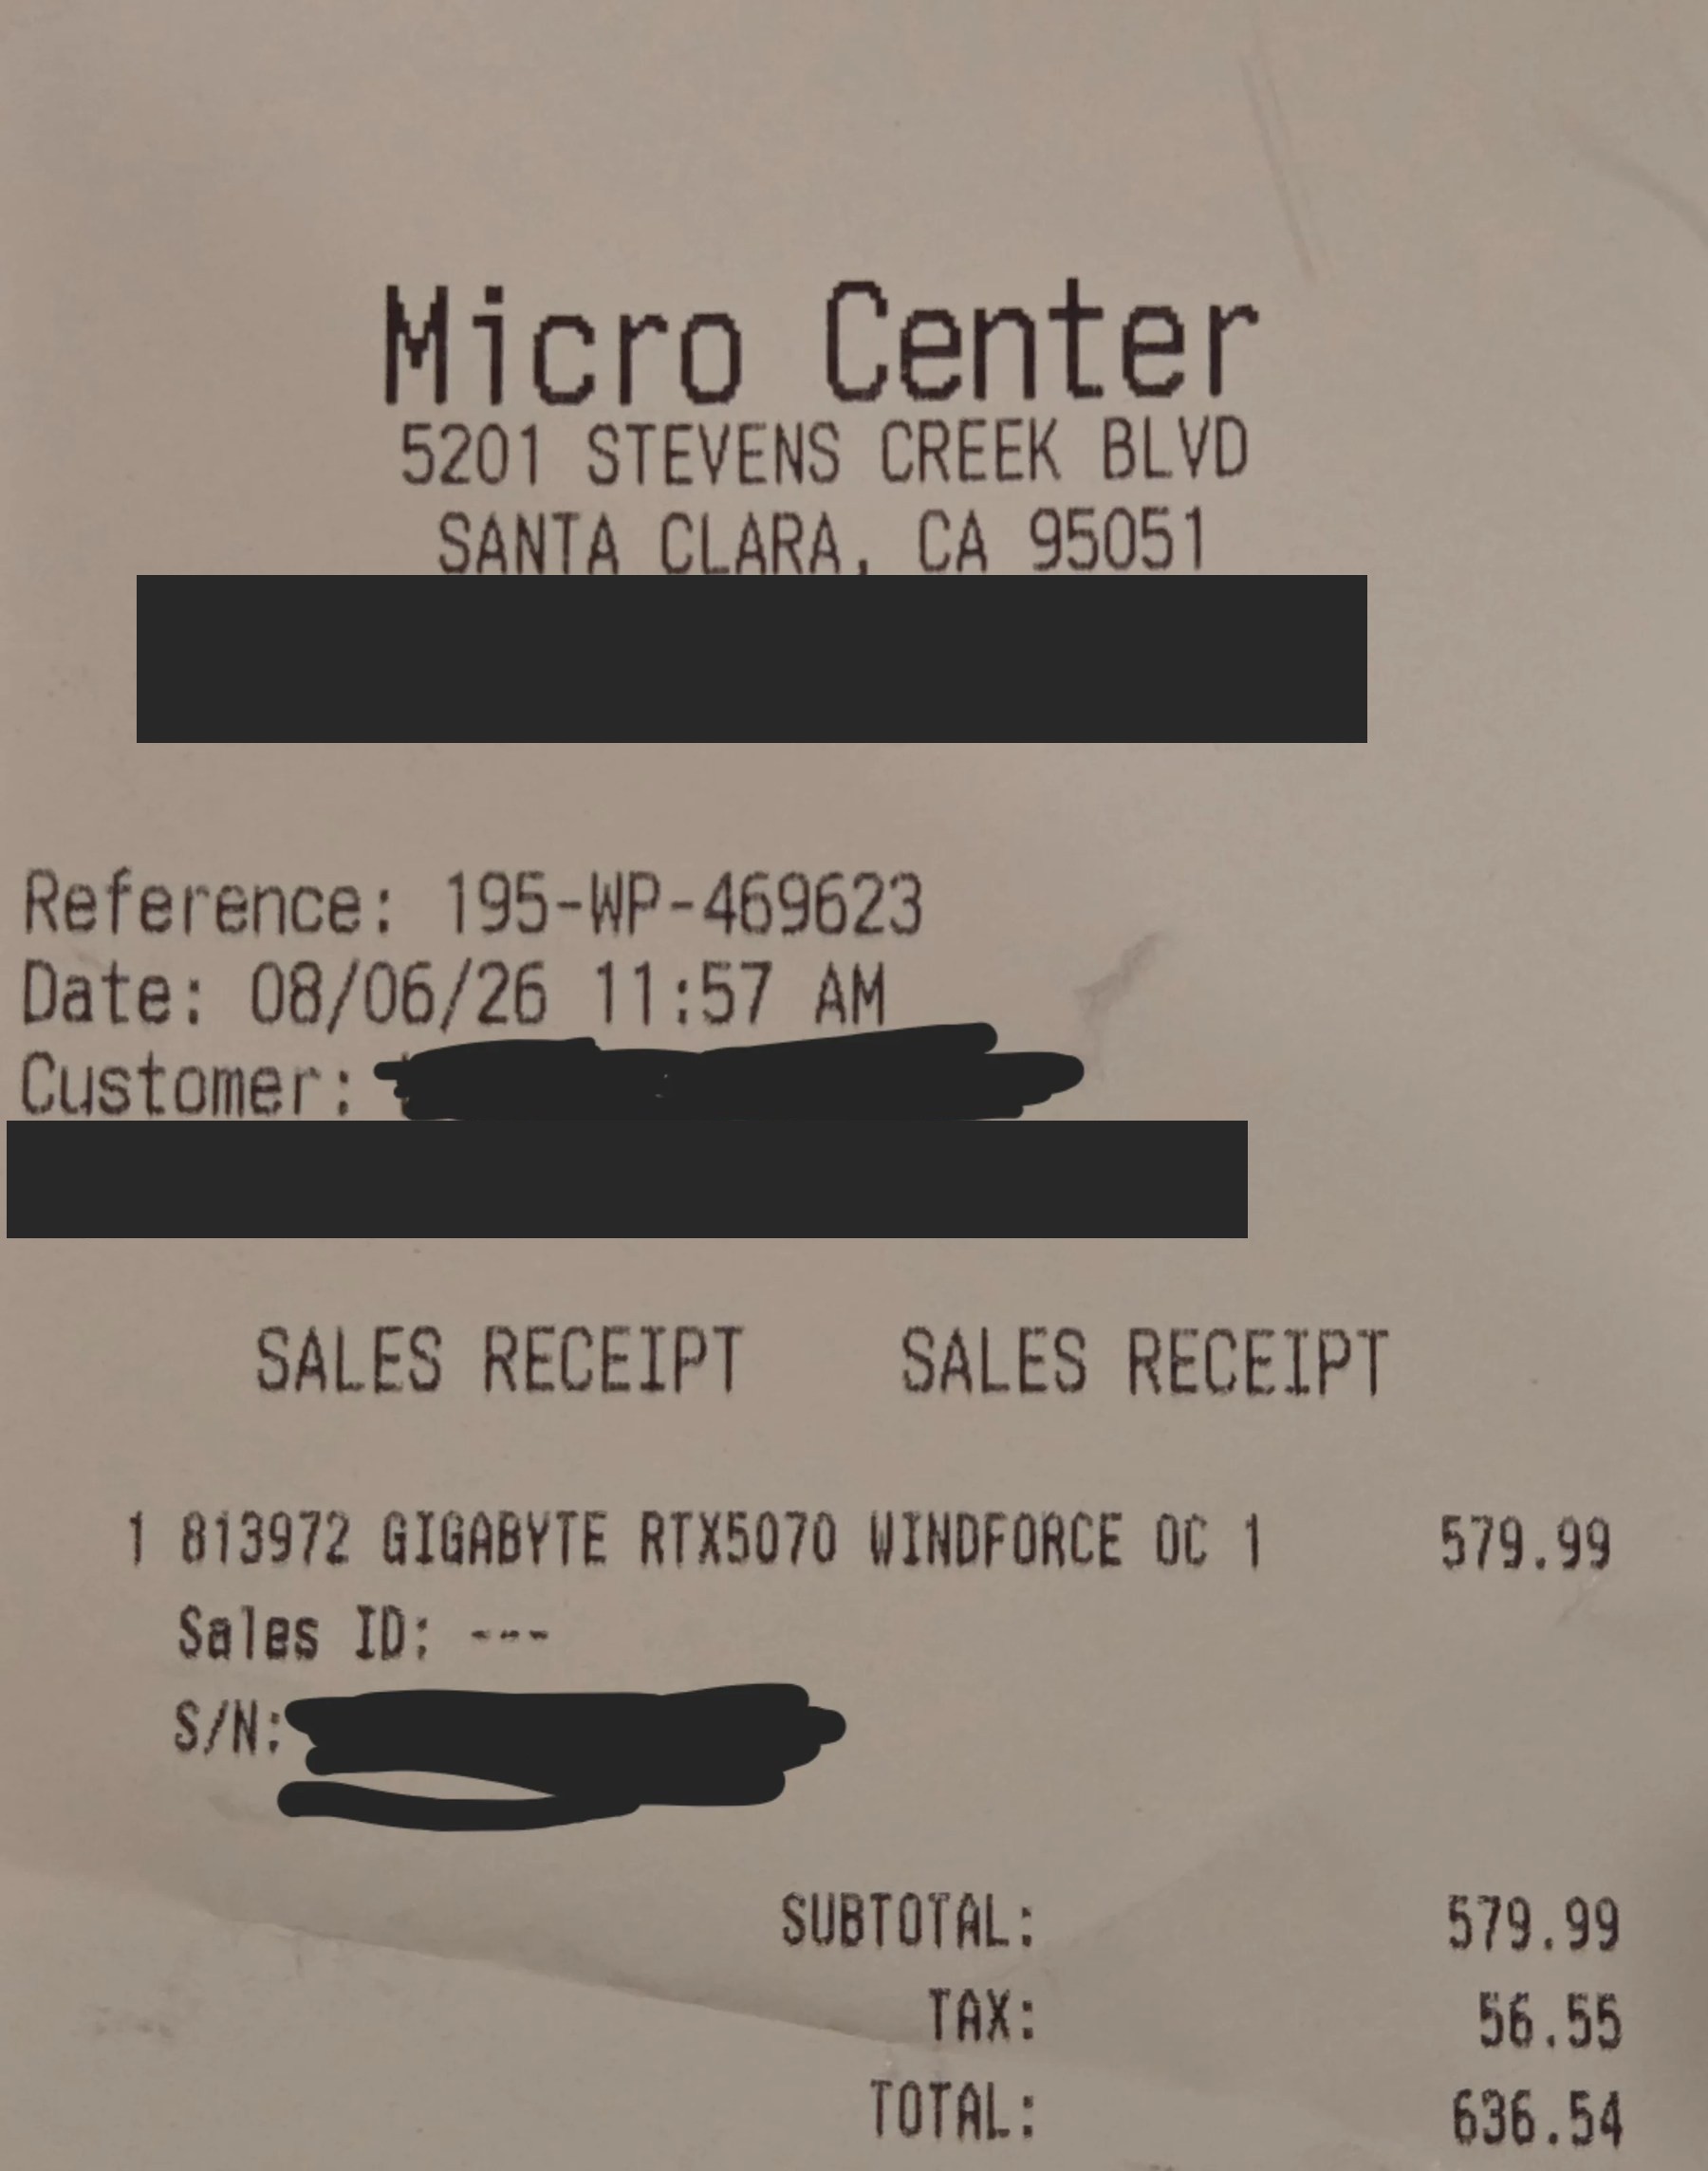 Micro Center
5201 STEVENS CREEK BLVD
SANTA CLARA, CA 95051
Reference: 195-WP-469623
Date: 08/06/26 11:57 AM
Customer:
SALES RECEIPT SALES RECEIPT
1 813972 GIGABYTE RTX5070 WINDFORCE OC 1 579.99
Sales ID: ---
S/N:
SUBTOTAL: 579.99
TAX: 56.55
TOTAL: 636.54